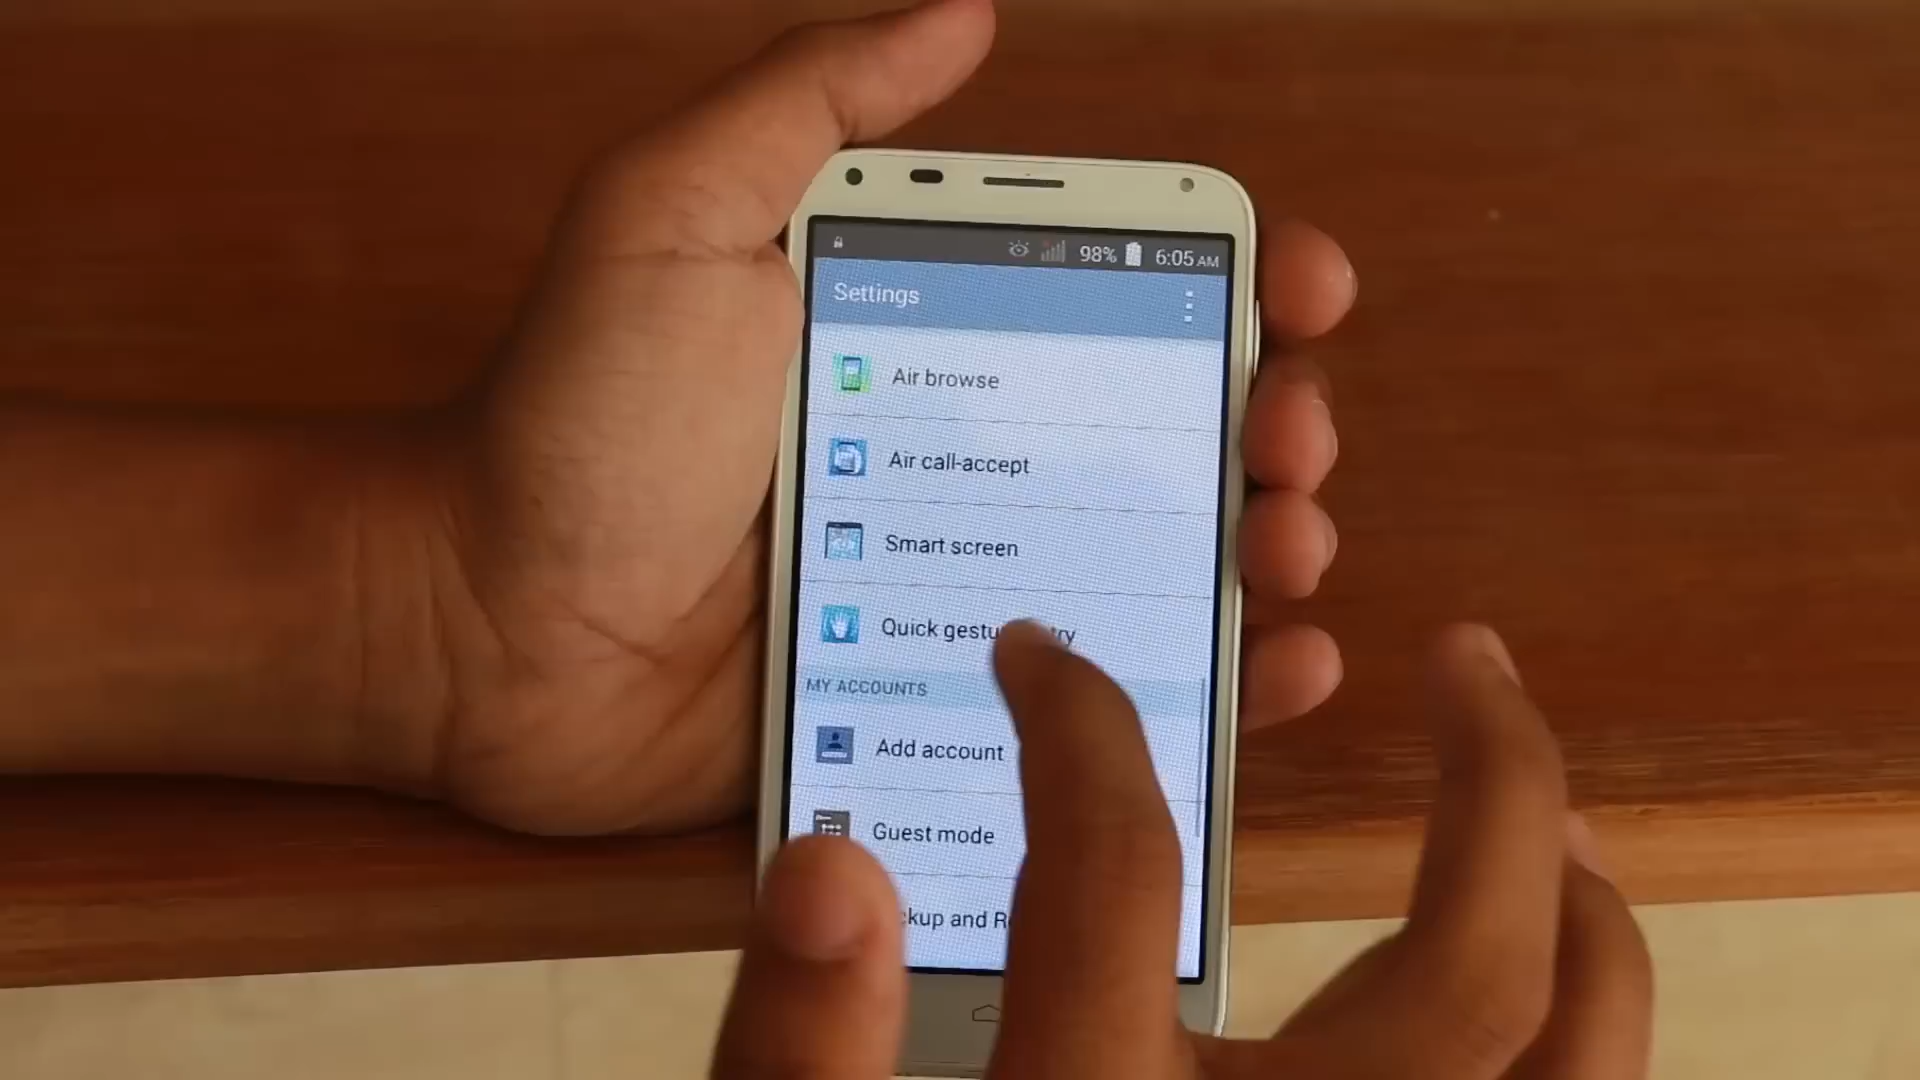 98% 6:05 AM
Settings
Air browse
Air call-accept
Smart screen
Quick gestu try
MY ACCOUNTS
Add account
Guest mode
ckup and R